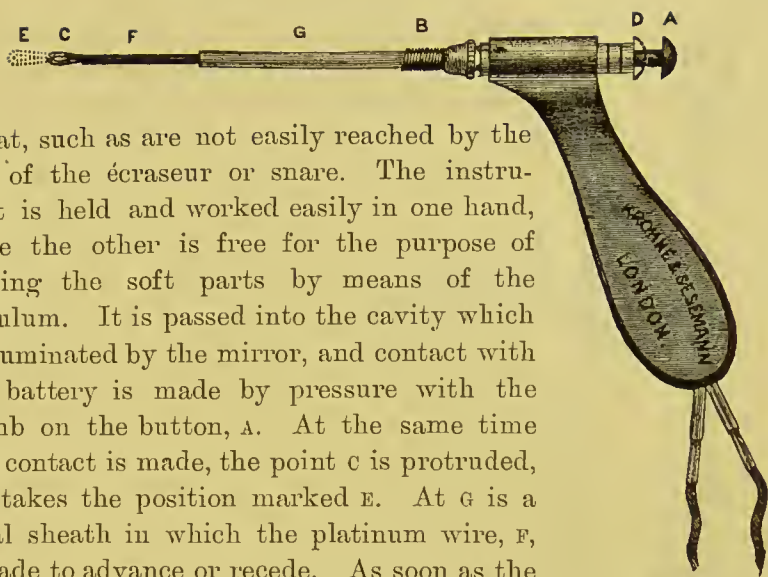 E C F G B D A
at, such as are not easily reached by the
of the écraseur or snare. The instru-
t is held and worked easily in one hand,
e the other is free for the purpose of
ing the soft parts by means of the
ulum. It is passed into the cavity which
uminated by the mirror, and contact with
battery is made by pressure with the
mb on the button, A. At the same time
contact is made, the point C is protruded,
takes the position marked E. At G is a
al sheath in which the platinum wire, F,
ade to advance or recede. As soon as the
KROHNE & SESEMANN
LONDON.